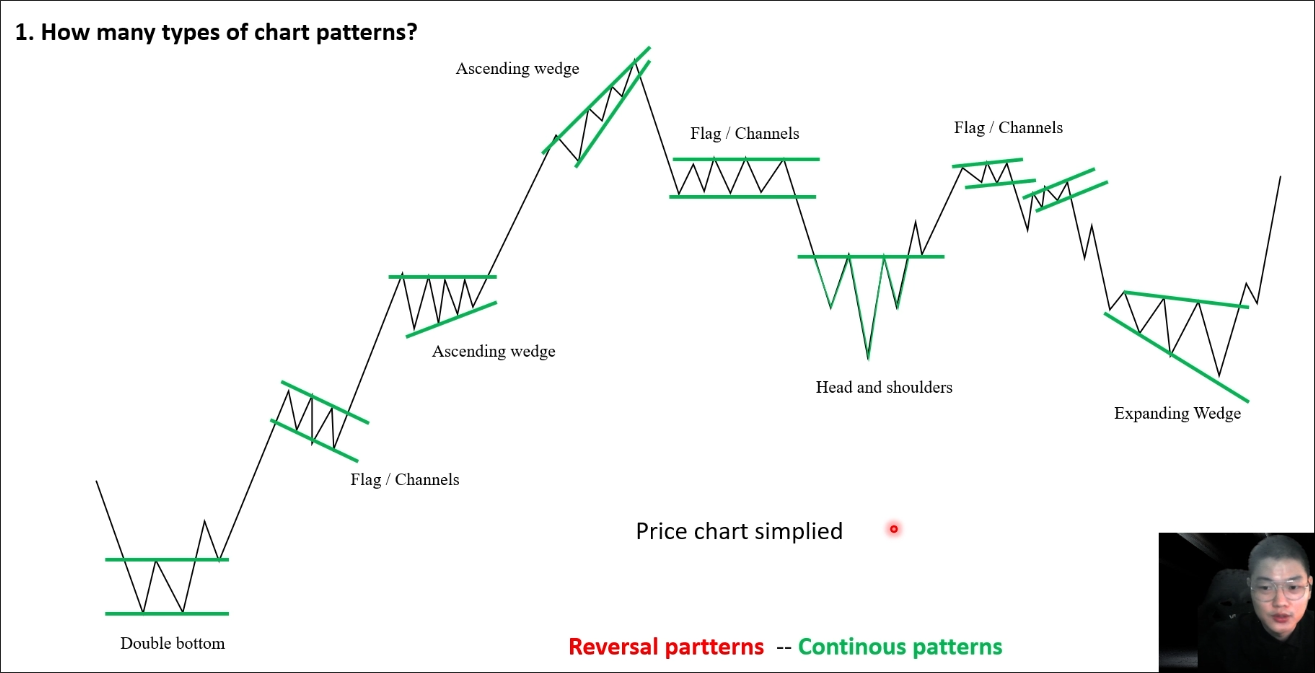 1. How many types of chart patterns?
Ascending wedge
Flag / Channels
Flag / Channels
Ascending wedge
Head and shoulders
Expanding Wedge
Flag / Channels
Price chart simplied
Double bottom
Reversal partterns -- Continous patterns